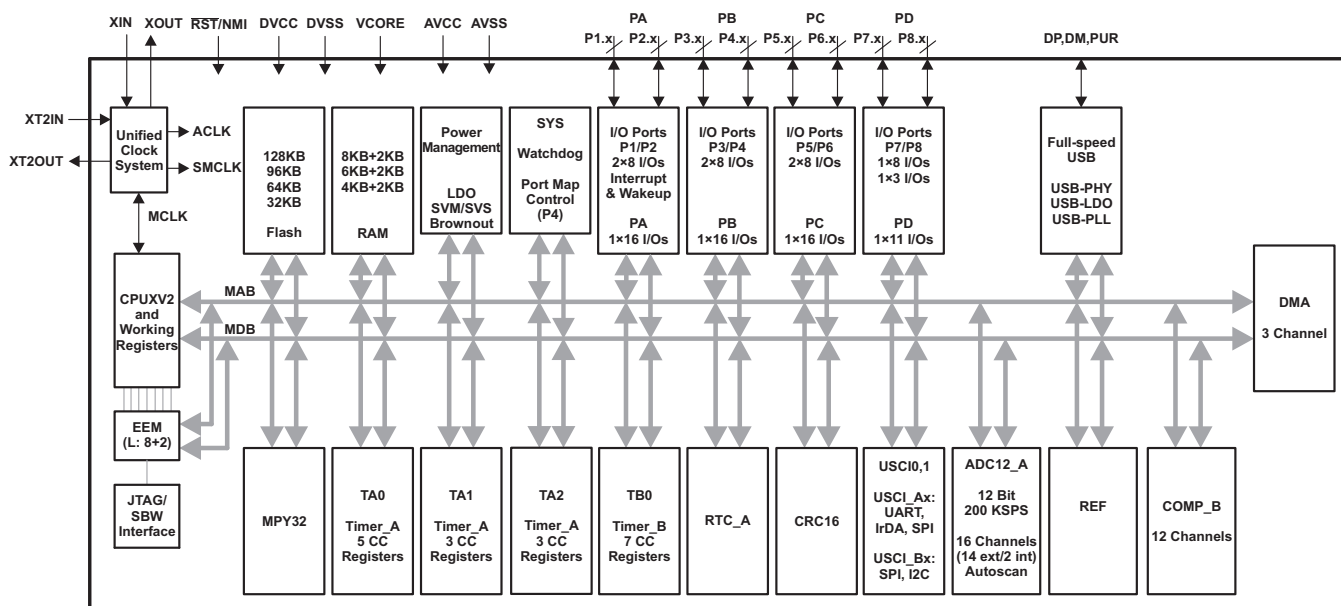 XIN
XOUT
RST/NMI
DVCC
DVSS
VCORE
AVCC
AVSS
PA
P1.x
P2.x
PB
P3.x
P4.x
PC
P5.x
P6.x
PD
P7.x
P8.x
DP,DM,PUR
XT2IN
XT2OUT
Unified
Clock
System
ACLK
SMCLK
MCLK
128KB
96KB
64KB
32KB
Flash
8KB+2KB
6KB+2KB
4KB+2KB
RAM
Power
Management
LDO
SVM/SVS
Brownout
SYS
Watchdog
Port Map
Control
(P4)
I/O Ports
P1/P2
2×8 I/Os
Interrupt
& Wakeup
PA
1×16 I/Os
I/O Ports
P3/P4
2×8 I/Os
PB
1×16 I/Os
I/O Ports
P5/P6
2×8 I/Os
PC
1×16 I/Os
I/O Ports
P7/P8
1×8 I/Os
1×3 I/Os
PD
1×11 I/Os
Full-speed
USB
USB-PHY
USB-LDO
USB-PLL
CPUXV2
and
Working
Registers
MAB
MDB
DMA
3 Channel
EEM
(L: 8+2)
JTAG/
SBW
Interface
MPY32
TA0
Timer_A
5 CC
Registers
TA1
Timer_A
3 CC
Registers
TA2
Timer_A
3 CC
Registers
TB0
Timer_B
7 CC
Registers
RTC_A
CRC16
USCI0,1
USCI_Ax:
UART,
IrDA, SPI
USCI_Bx:
SPI, I2C
ADC12_A
12 Bit
200 KSPS
16 Channels
(14 ext/2 int)
Autoscan
REF
COMP_B
12 Channels